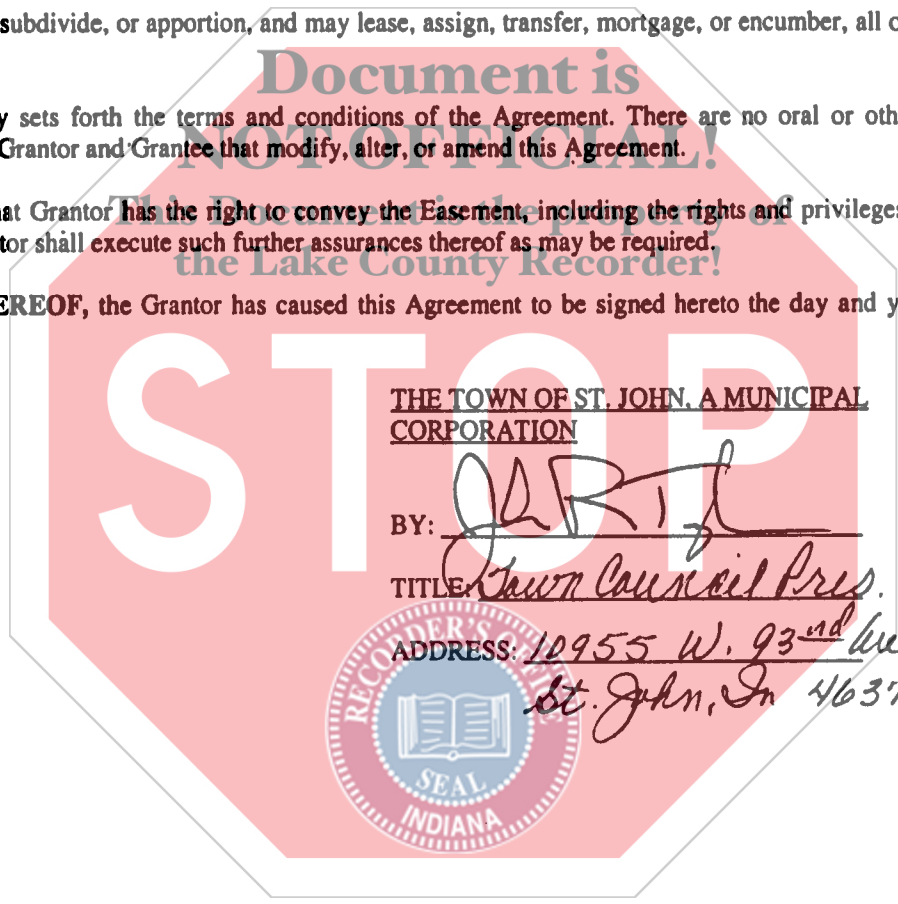 subdivide, or apportion, and may lease, assign, transfer, mortgage, or encumber, all
Document is
sets forth the terms and conditions of the Agreement. There are no oral or
NOT OFFICIAL!
Grantor and Grantee that modify, alter, or amend this Agreement.
Grantor has the right to convey the Easement, including the rights and
This Document is the property of
shall execute such further assurances thereof as may be required.
the Lake County Recorder!
EREOF, the Grantor has caused this Agreement to be signed hereto the day and
STOP
THE TOWN OF ST. JOHN, A MUNICIPAL
CORPORATION
BY:
TITLE: Town Council Pres.
ADDRESS: 10955 W. 93nd Ave
St. John, In 4637
RECORDER'S OFFICE
SEAL
INDIANA